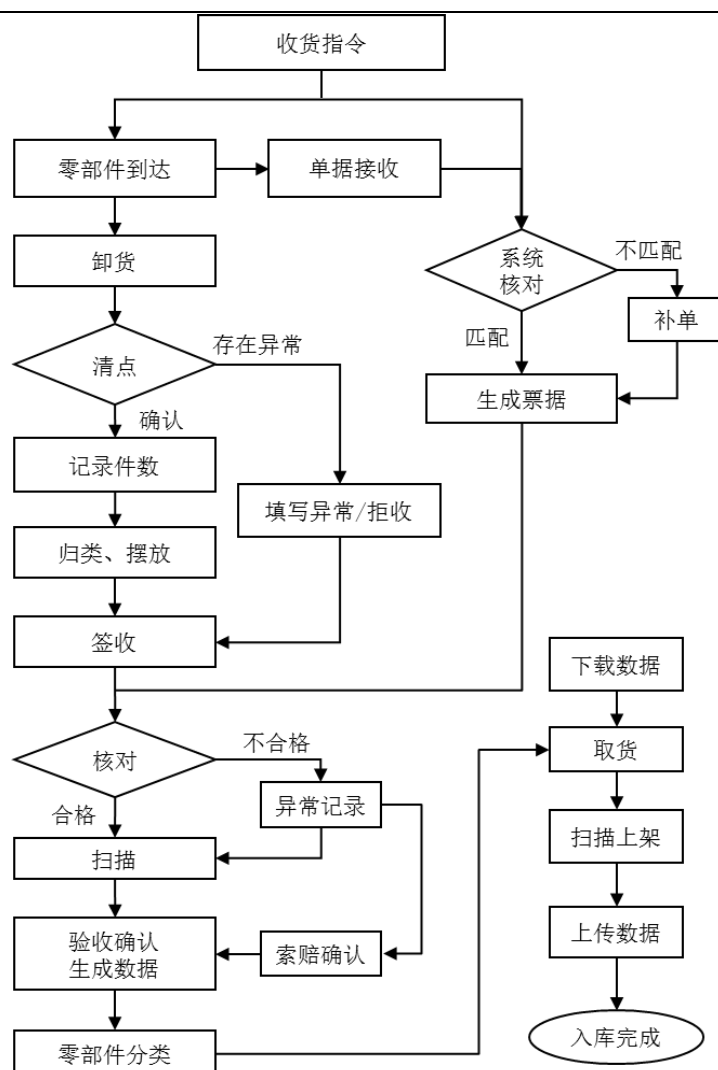 收货指令
零部件到达
单据接收
卸货
系统
核对
不匹配
补单
匹配
清点
存在异常
生成票据
确认
记录件数
填写异常/拒收
归类、摆放
签收
下载数据
核对
不合格
取货
异常记录
合格
扫描
扫描上架
验收确认
生成数据
索赔确认
上传数据
零部件分类
入库完成